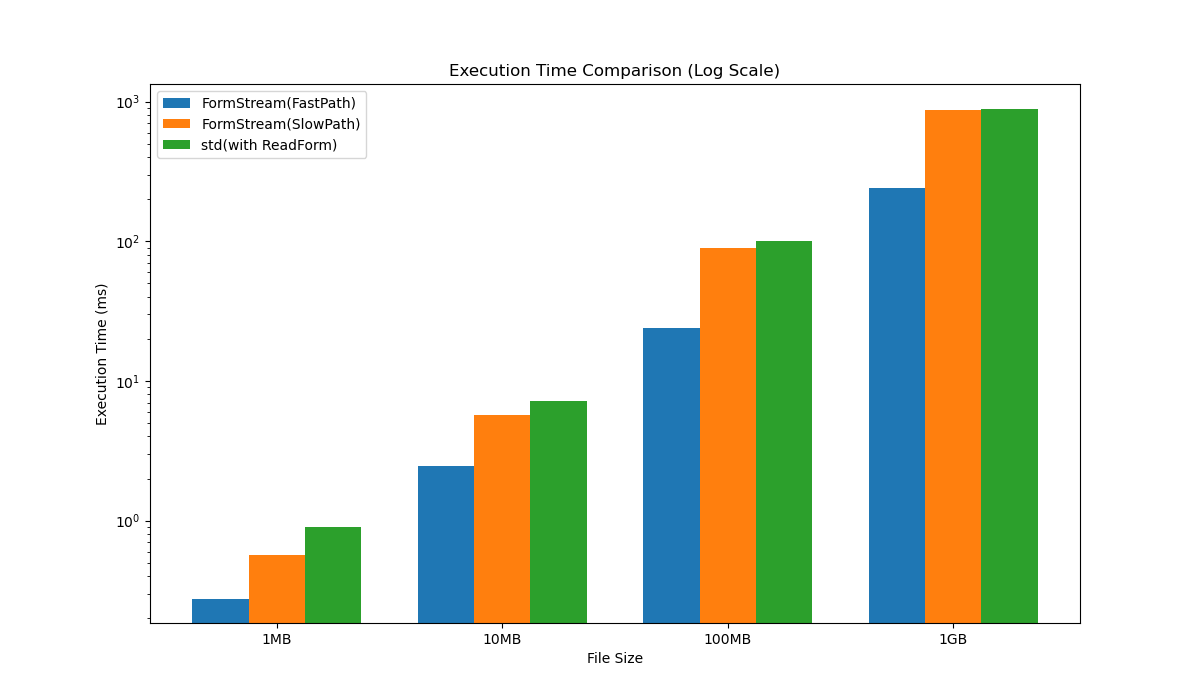 Execution Time Comparison (Log Scale)
FormStream(FastPath)
FormStream(SlowPath)
std(with ReadForm)
Execution Time (ms)
10³
10²
10¹
10⁰
1MB 10MB 100MB 1GB
File Size